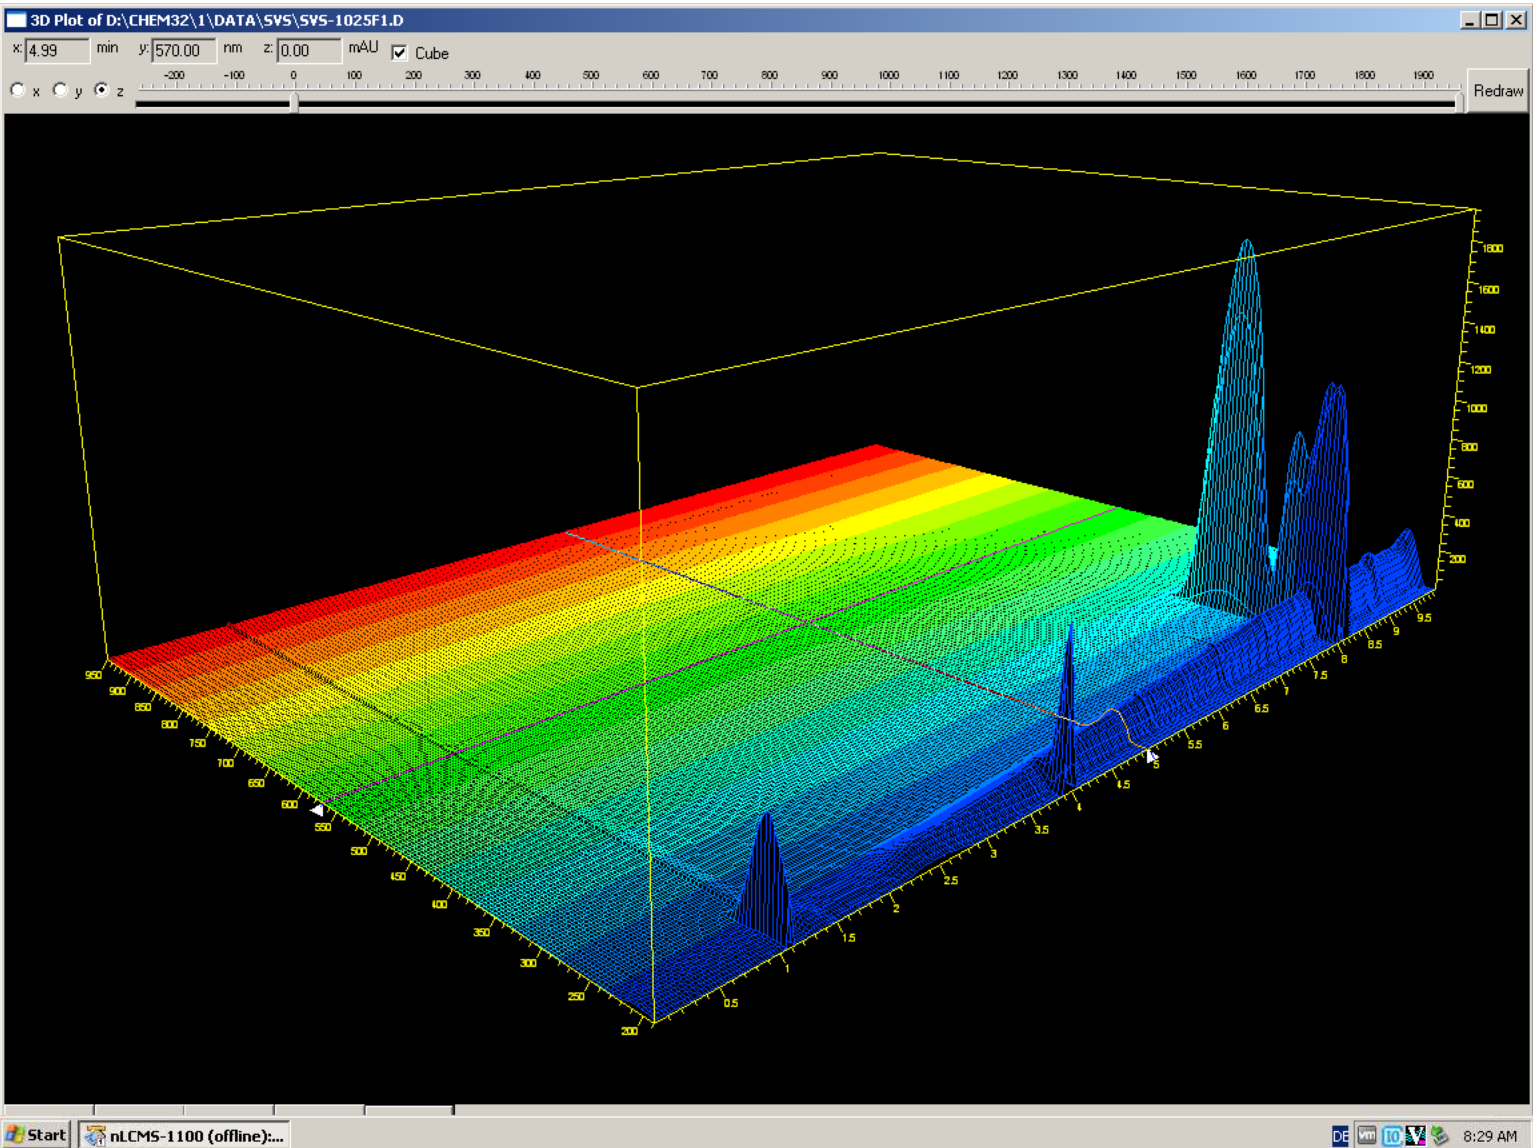 3D Plot of D:\CHEM32\1\DATA\SVS\SVS-1025F1.D
x: 4.99 min y: 570.00 nm z: 0.00 mAU Cube
-200 -100 0 100 200 300 400 500 600 700 800 900 1000 1100 1200 1300 1400 1500 1600 1700 1800 1900
x y z Redraw
1800
1600
1400
1200
1000
800
600
400
200
950 900 850 800 750 700 650 600 550 500 450 400 350 300 250 200
0.5 1 1.5 2 2.5 3 3.5 4 4.5 5 5.5 6 6.5 7 7.5 8 8.5 9 9.5
Start nLCMS-1100 (offline):... DE vm 8:29 AM